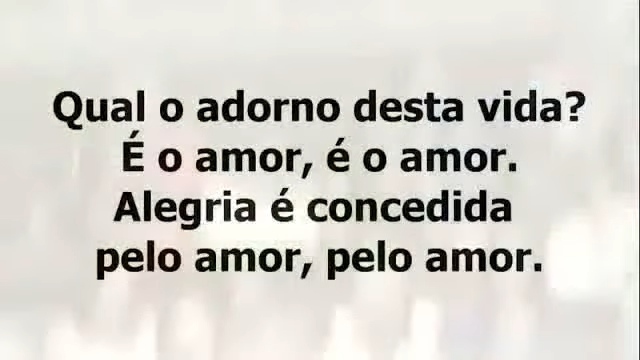 Qual o adorno desta vida?
É o amor, é o amor.
Alegria é concedida
pelo amor, pelo amor.